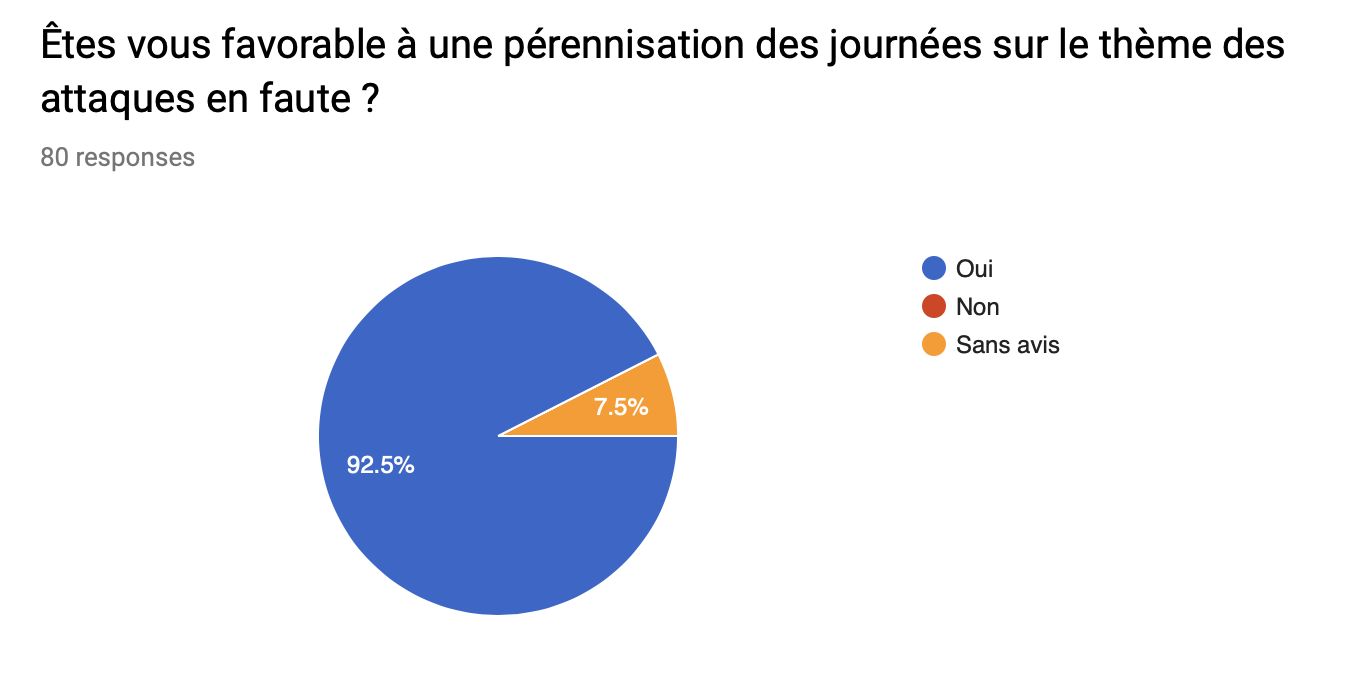 Êtes vous favorable à une pérennisation des journées sur le thème des
attaques en faute ?
80 responses
Oui
Non
Sans avis
7.5%
92.5%